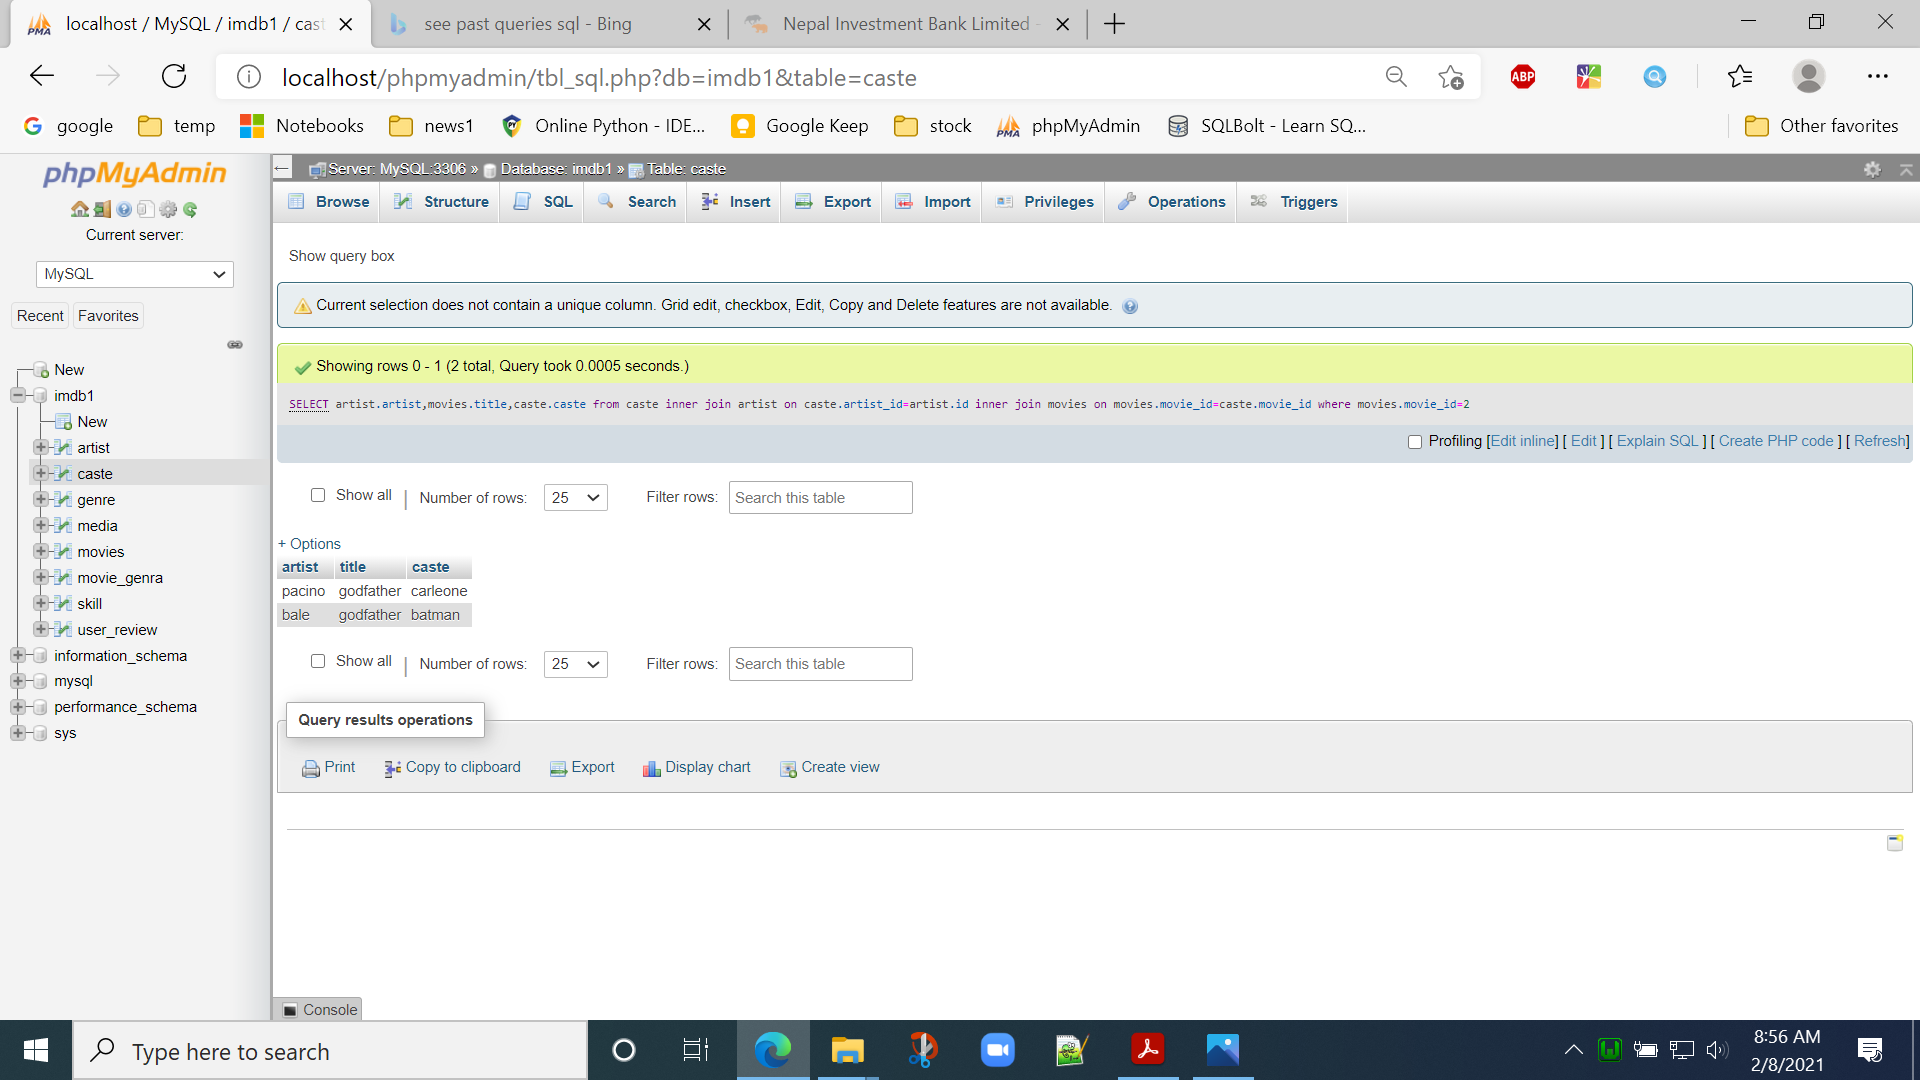 localhost / MySQL / imdb1 / cast
see past queries sql - Bing
Nepal Investment Bank Limited -
localhost/phpmyadmin/tbl_sql.php?db=imdb1&table=caste
ABP
google
temp
Notebooks
news1
Online Python - IDE...
Google Keep
stock
phpMyAdmin
SQLBolt - Learn SQ...
Other favorites
phpMyAdmin
Current server:
MySQL
Recent
Favorites
New
imdb1
New
artist
caste
genre
media
movies
movie_genra
skill
user_review
information_schema
mysql
performance_schema
sys
Server: MySQL:3306 » Database: imdb1 » Table: caste
Browse
Structure
SQL
Search
Insert
Export
Import
Privileges
Operations
Triggers
Show query box
Current selection does not contain a unique column. Grid edit, checkbox, Edit, Copy and Delete features are not available.
Showing rows 0 - 1 (2 total, Query took 0.0005 seconds.)
SELECT artist.artist,movies.title,caste.caste from caste inner join artist on caste.artist_id=artist.id inner join movies on movies.movie_id=caste.movie_id where movies.movie_id=2
Profiling [Edit inline] [ Edit ] [ Explain SQL ] [ Create PHP code ] [ Refresh]
Show all | Number of rows: 25 Filter rows: Search this table
+ Options
artist title caste
pacino godfather carleone
bale godfather batman
Show all | Number of rows: 25 Filter rows: Search this table
Query results operations
Print
Copy to clipboard
Export
Display chart
Create view
Console
Type here to search
8:56 AM
2/8/2021